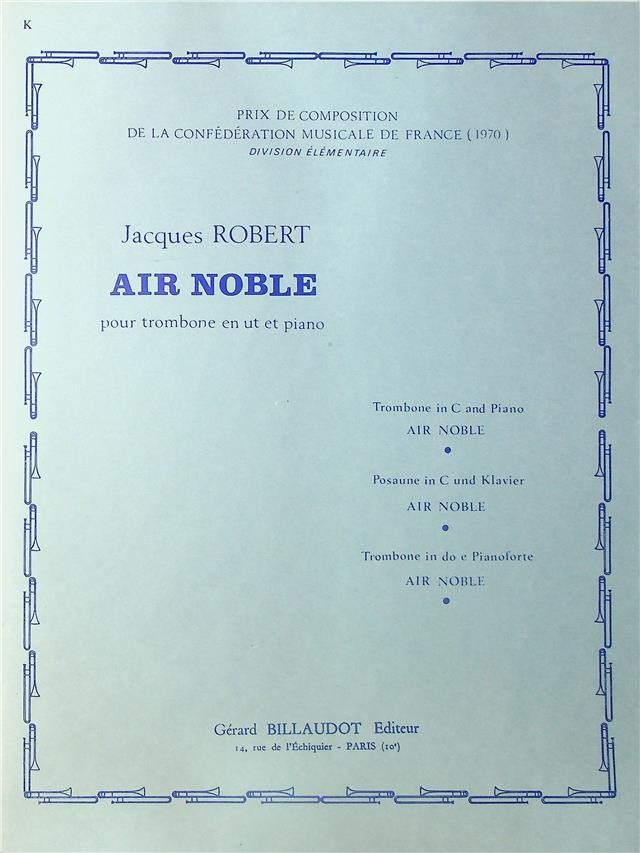 K
PRIX DE COMPOSITION
DE LA CONFÉDÉRATION MUSICALE DE FRANCE (1970)
DIVISION ÉLÉMENTAIRE
Jacques ROBERT
AIR NOBLE
pour trombone en ut et piano
Trombone in C and Piano
AIR NOBLE
Posaune in C und Klavier
AIR NOBLE
Trombone in do e Pianoforte
AIR NOBLE
Gérard BILLAUDOT Editeur
14, rue de l'Échiquier - PARIS (10e)